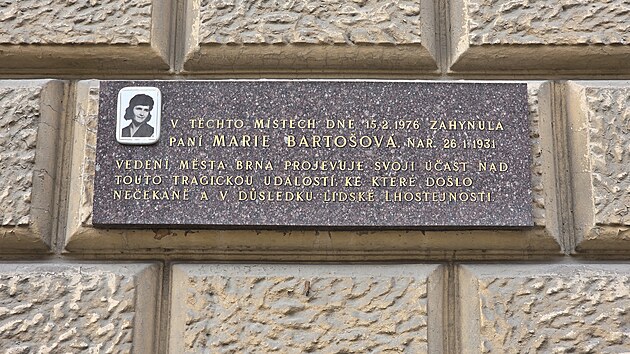 V TĚCHTO MÍSTECH DNE 15.2.1976 ZAHYNULA
PANÍ MARIE BARTOŠOVÁ, NAR. 26.1.1931.
VEDENÍ MĚSTA BRNA PROJEVUJE SVOJI ÚČAST NAD
TOUTO TRAGICKOU UDÁLOSTÍ KE KTERÉ DOŠLO
NEČEKANĚ A V DŮSLEDKU LIDSKÉ LHOSTEJNOSTI.